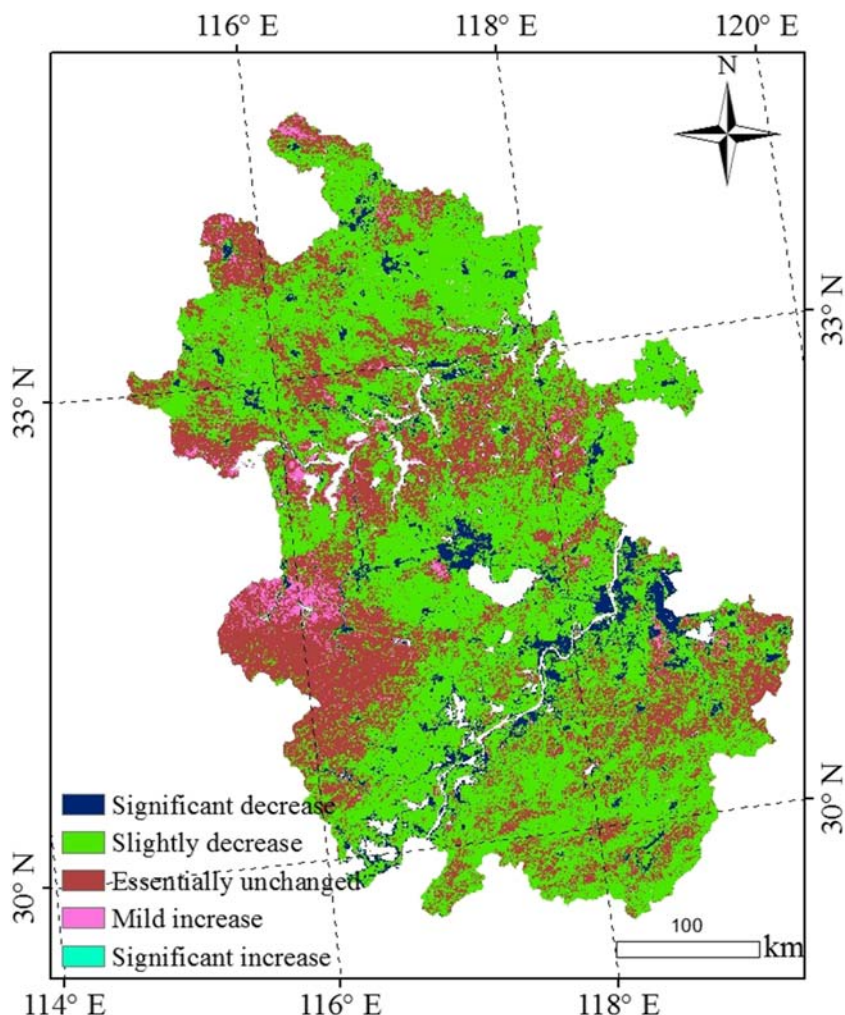 116° E 118° E 120° E
N
33° N
33° N
30° N
30° N
Significant decrease
Slightly decrease
Essentially unchanged
Mild increase
Significant increase
100
km
114° E 116° E 118° E